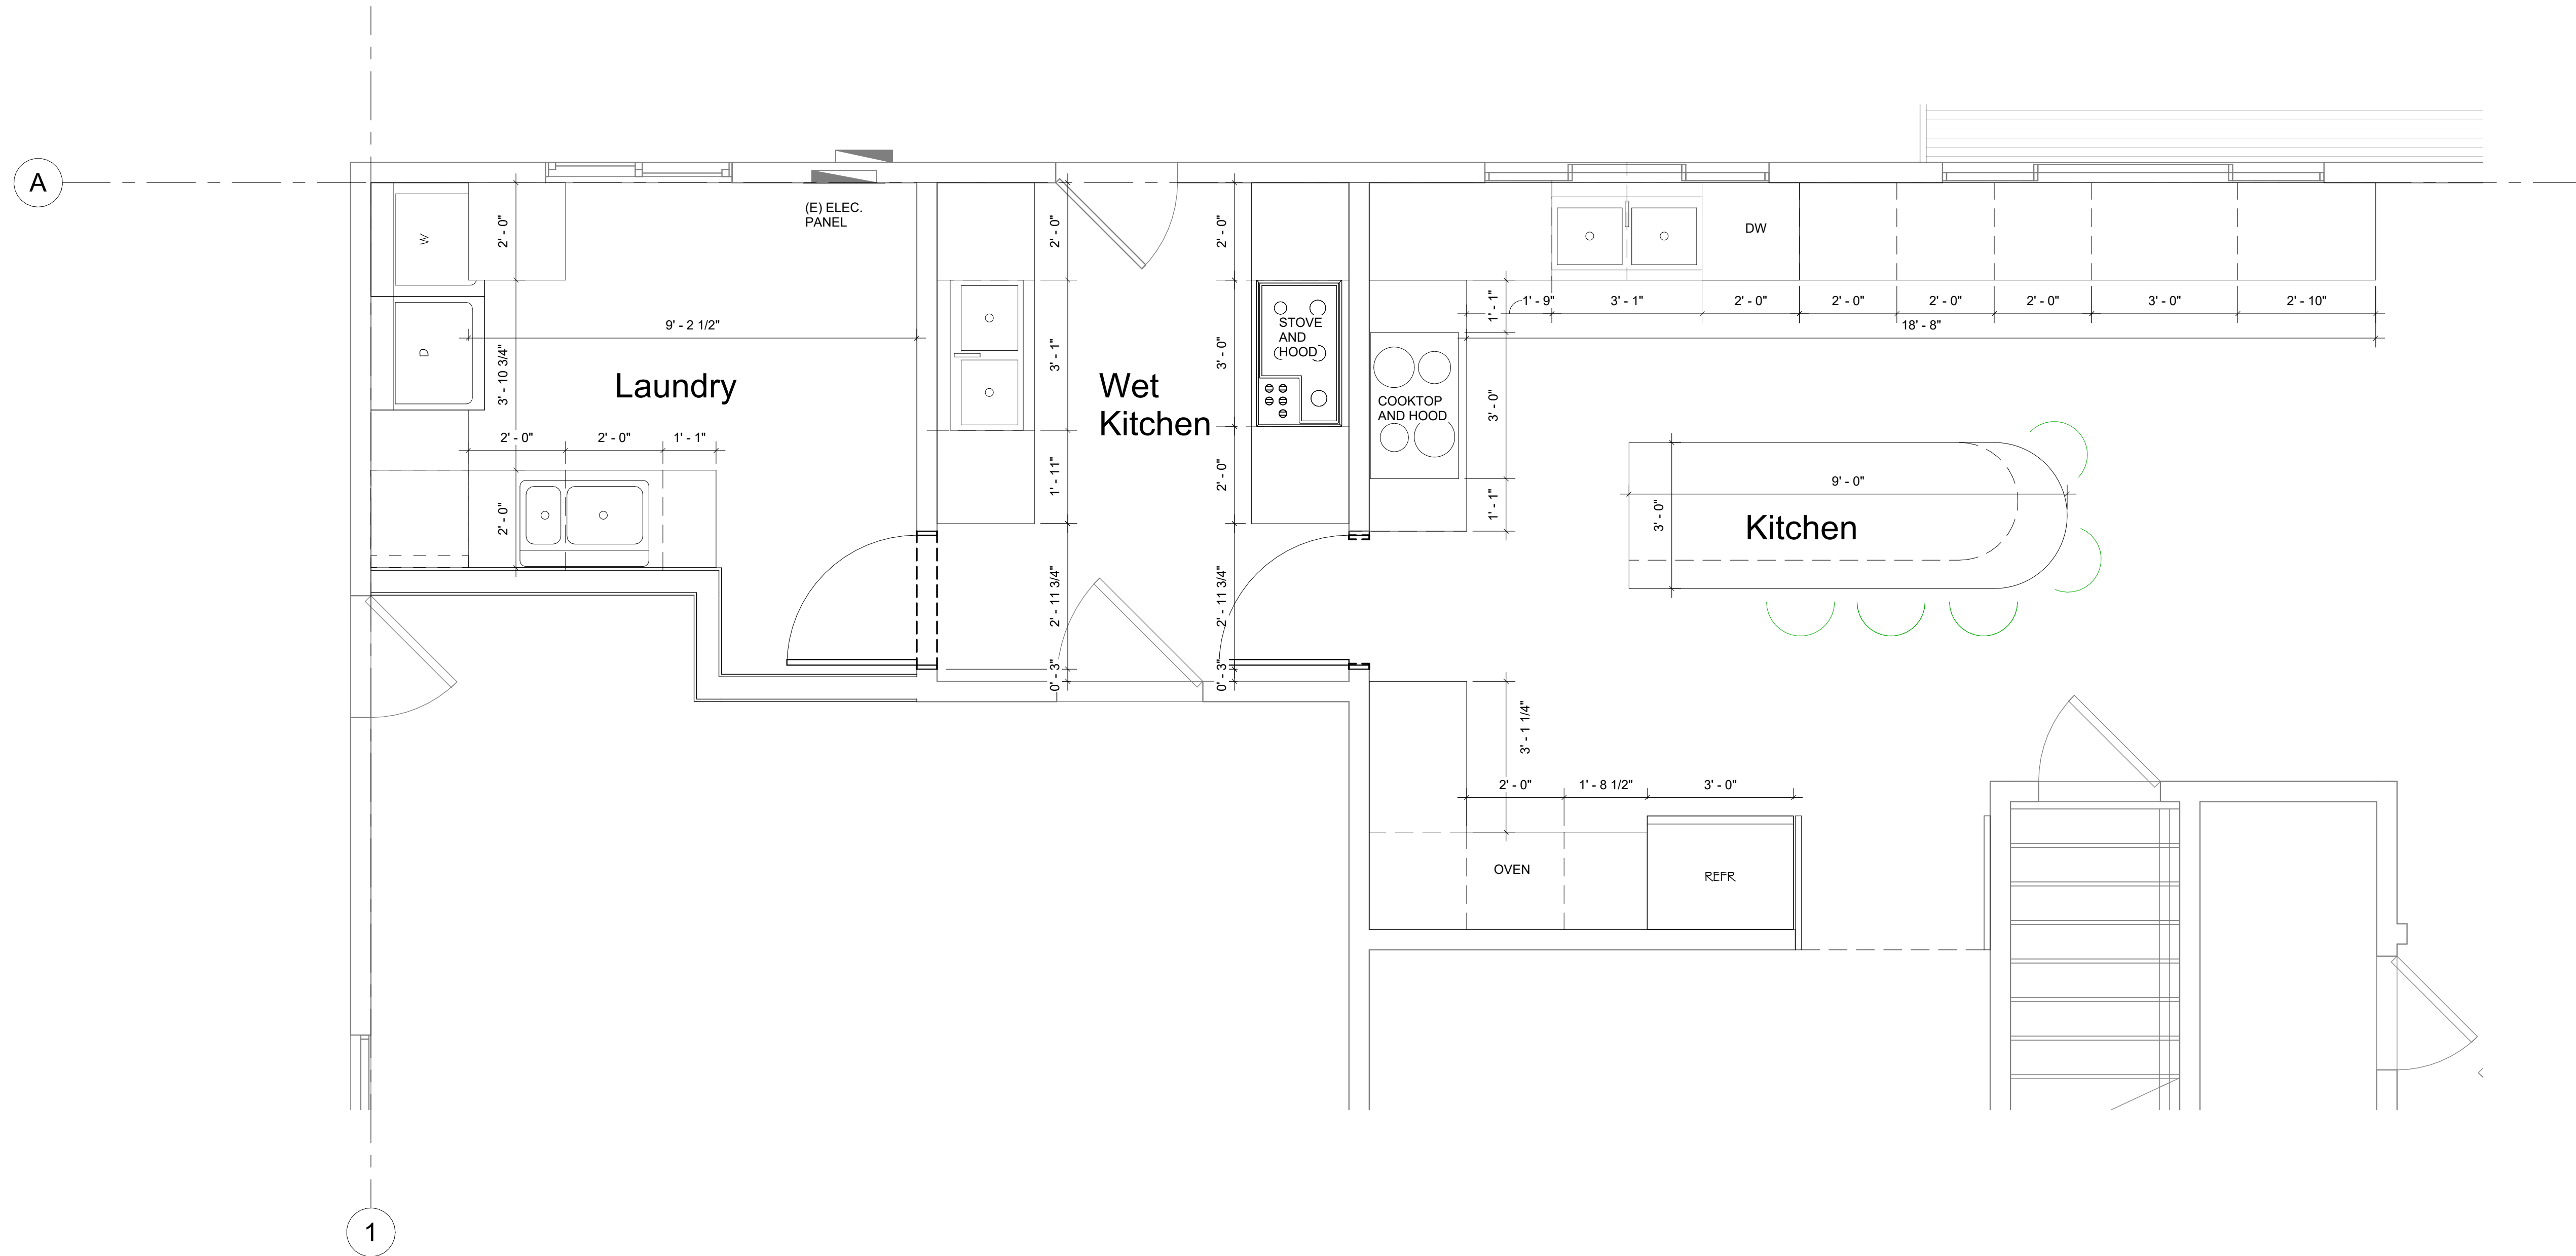 A
(E) ELEC.
PANEL
W
D
2' - 0"
3' - 10 3/4"
2' - 0"
9' - 2 1/2"
Laundry
2' - 0"
2' - 0"
1' - 1"
2' - 0"
3' - 1"
1' - 11"
2' - 11 3/4"
0' - 3"
Wet
Kitchen
2' - 0"
3' - 0"
2' - 0"
2' - 11 3/4"
0' - 3"
STOVE
AND
HOOD
COOKTOP
AND HOOD
1' - 1"
3' - 0"
1' - 1"
DW
1' - 9"
3' - 1"
2' - 0"
2' - 0"
2' - 0"
2' - 0"
3' - 0"
2' - 10"
18' - 8"
9' - 0"
3' - 0"
Kitchen
3' - 1 1/4"
2' - 0"
1' - 8 1/2"
3' - 0"
OVEN
REFR
1